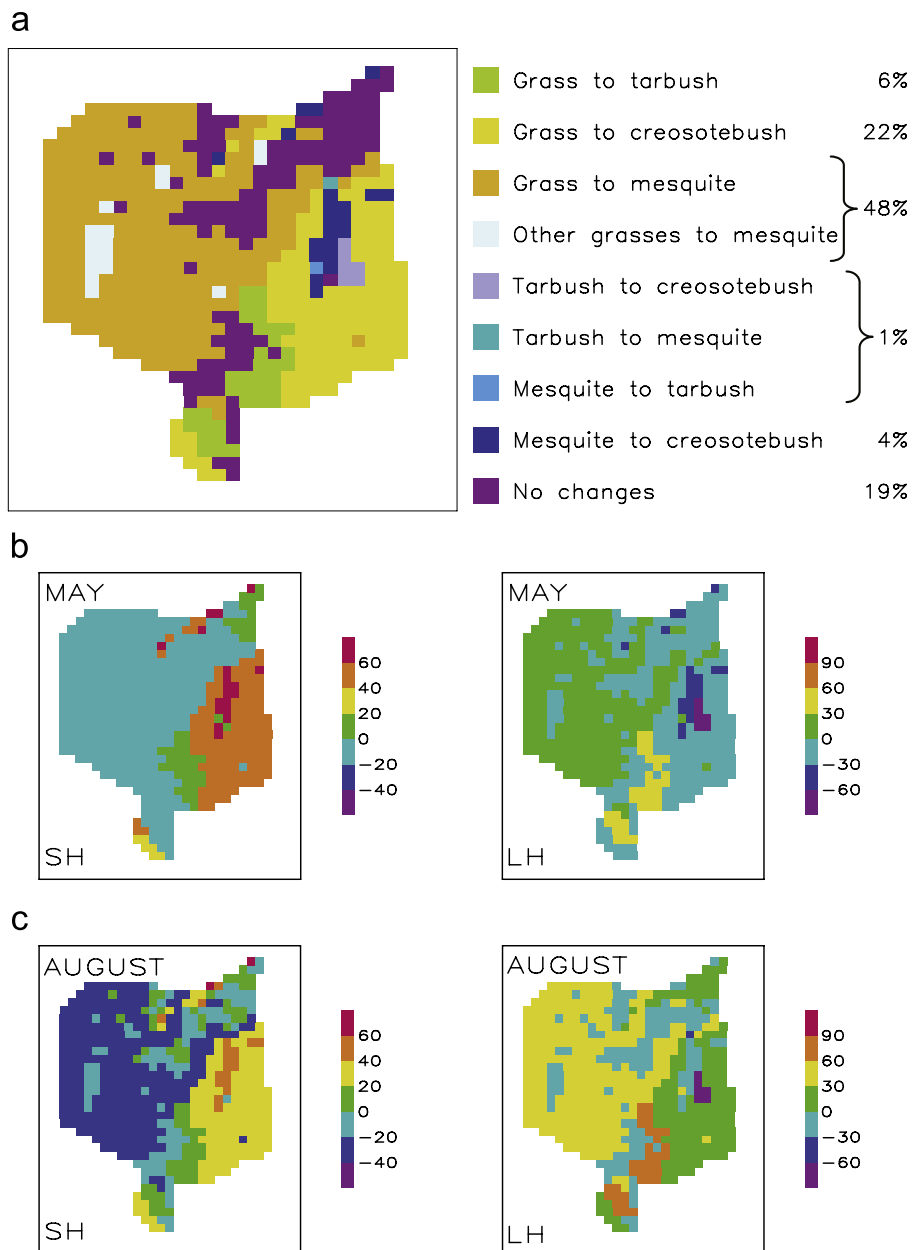 a
Grass to tarbush 6%
Grass to creosotebush 22%
Grass to mesquite
48%
Other grasses to mesquite
Tarbush to creosotebush
Tarbush to mesquite 1%
Mesquite to tarbush
Mesquite to creosotebush 4%
No changes 19%
b
MAY
60
40
20
0
−20
−40
SH
MAY
90
60
30
0
−30
−60
LH
c
AUGUST
60
40
20
0
−20
−40
SH
AUGUST
90
60
30
0
−30
−60
LH